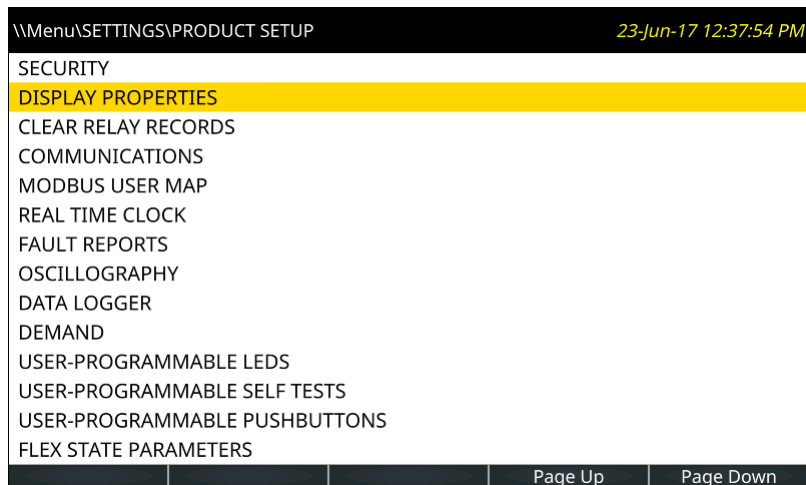 \\Menu\SETTINGS\PRODUCT SETUP 23-Jun-17 12:37:54 PM
SECURITY
DISPLAY PROPERTIES
CLEAR RELAY RECORDS
COMMUNICATIONS
MODBUS USER MAP
REAL TIME CLOCK
FAULT REPORTS
OSCILLOGRAPHY
DATA LOGGER
DEMAND
USER-PROGRAMMABLE LEDS
USER-PROGRAMMABLE SELF TESTS
USER-PROGRAMMABLE PUSHBUTTONS
FLEX STATE PARAMETERS
Page Up Page Down